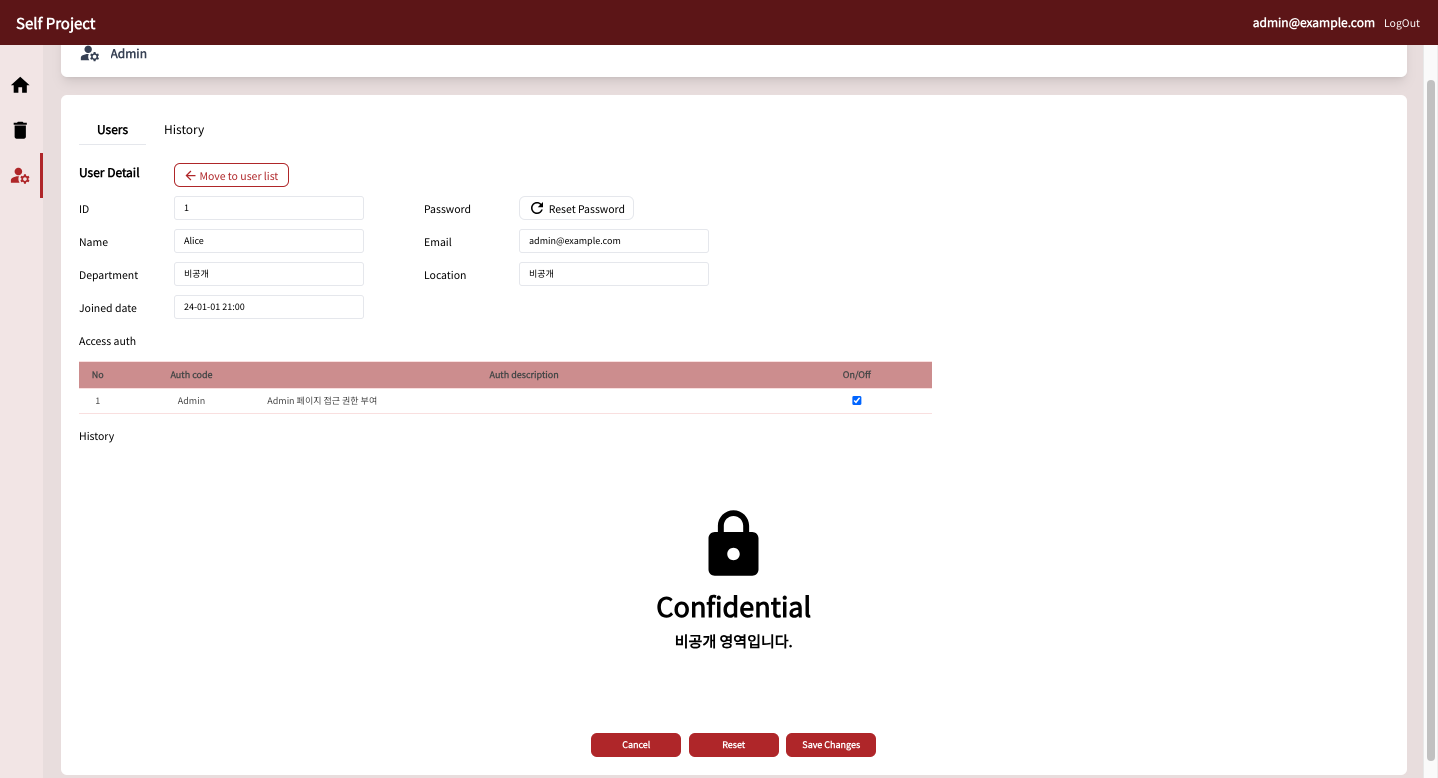 Self Project
admin@example.com LogOut
Admin
Users History
User Detail Move to user list
ID 1 Password Reset Password
Name Alice Email admin@example.com
Department 비공개 Location 비공개
Joined date 24-01-01 21:00
Access auth
No Auth code Auth description On/Off
1 Admin Admin 페이지 접근 권한 부여
History
Confidential
비공개 영역입니다.
Cancel Reset Save Changes